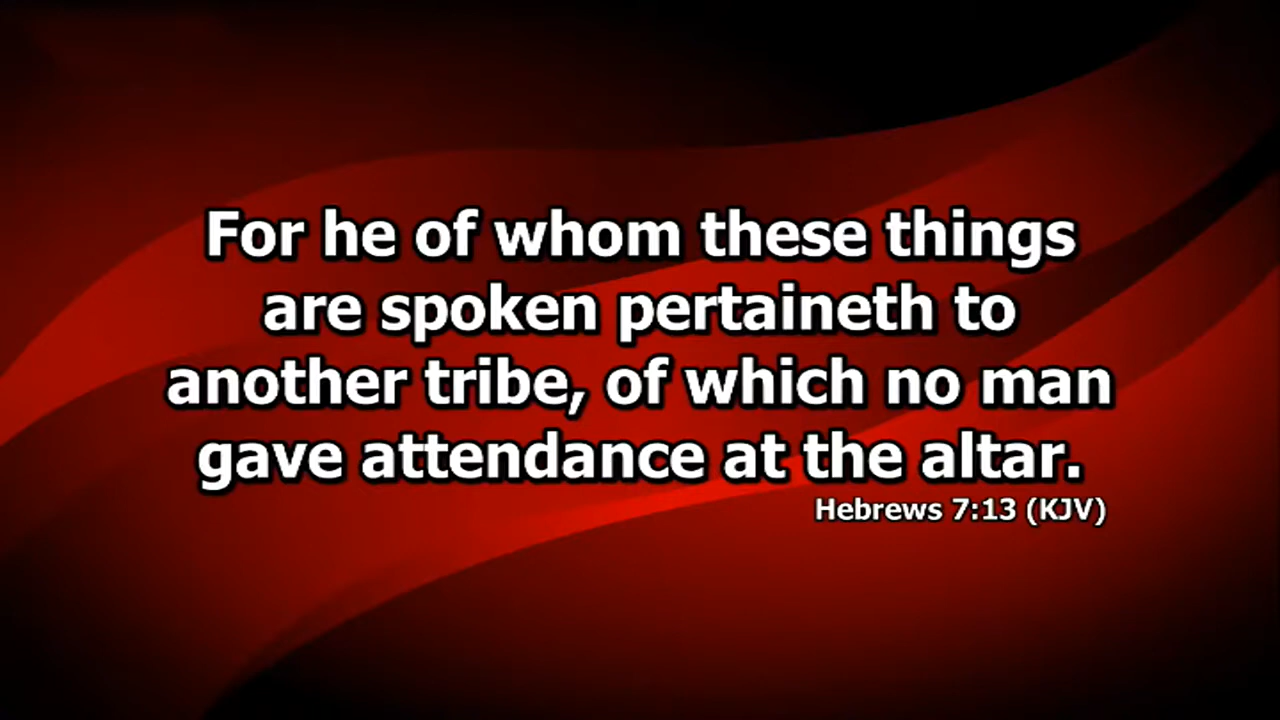 For he of whom these things
are spoken pertaineth to
another tribe, of which no man
gave attendance at the altar.
Hebrews 7:13 (KJV)